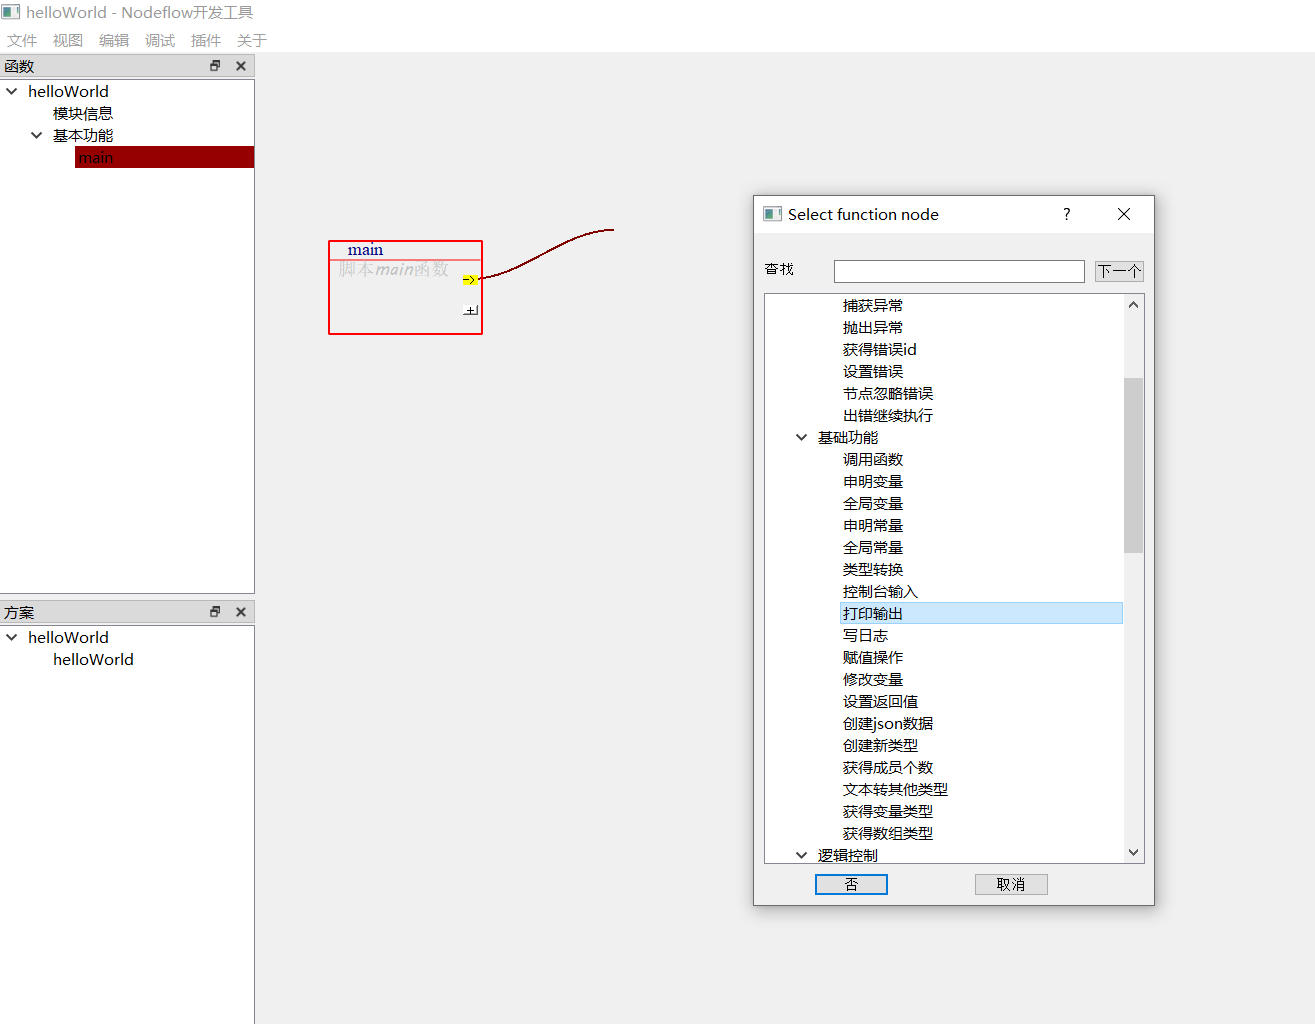 helloWorld - Nodeflow开发工具
文件 视图 编辑 调试 插件 关于
函数
helloWorld
模块信息
基本功能
main
方案
helloWorld
helloWorld
main
脚本main函数
Select function node
查找
下一个
捕获异常
抛出异常
获得错误id
设置错误
节点忽略错误
出错继续执行
基础功能
调用函数
申明变量
全局变量
申明常量
全局常量
类型转换
控制台输入
打印输出
写日志
赋值操作
修改变量
设置返回值
创建json数据
创建新类型
获得成员个数
文本转其他类型
获得变量类型
获得数组类型
逻辑控制
否 取消